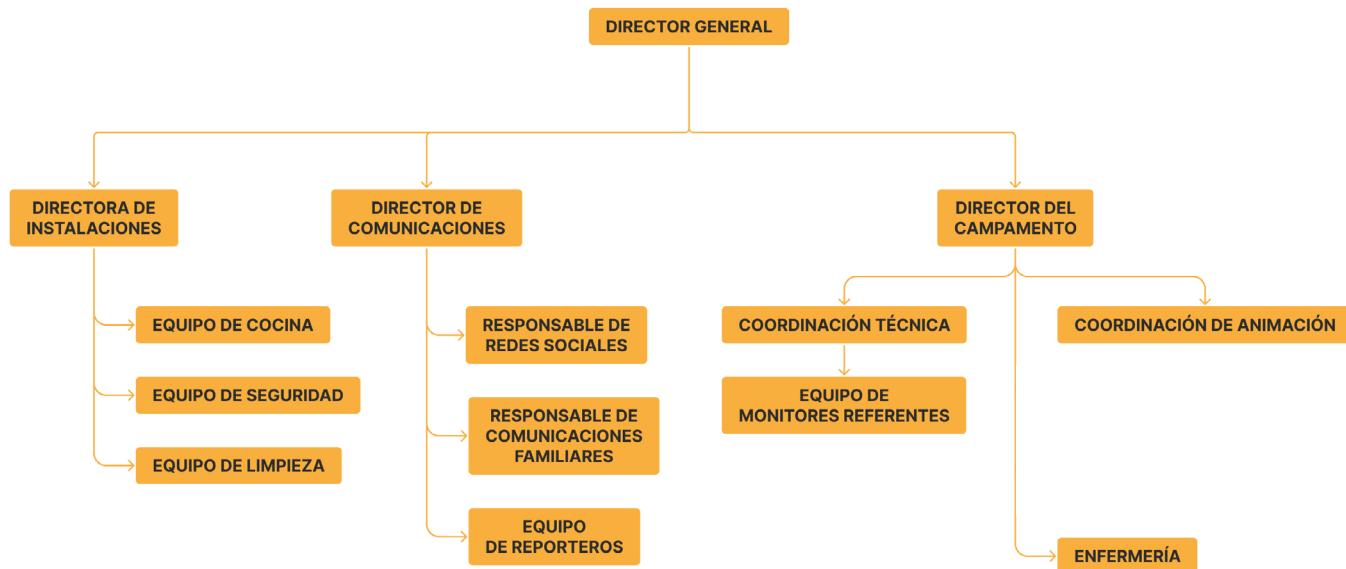 DIRECTOR GENERAL
DIRECTORA DE
INSTALACIONES
DIRECTOR DE
COMUNICACIONES
DIRECTOR DEL
CAMPAMENTO
EQUIPO DE COCINA
EQUIPO DE SEGURIDAD
EQUIPO DE LIMPIEZA
RESPONSABLE DE
REDES SOCIALES
RESPONSABLE DE
COMUNICACIONES
FAMILIARES
EQUIPO
DE REPORTEROS
COORDINACIÓN TÉCNICA
EQUIPO DE
MONITORES REFERENTES
COORDINACIÓN DE ANIMACIÓN
ENFERMERÍA